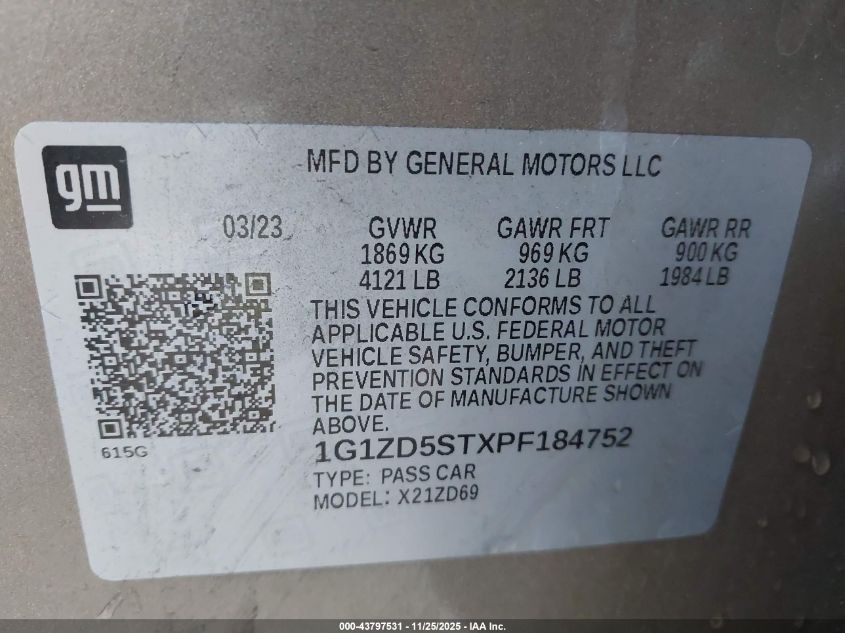 gm
MFD BY GENERAL MOTORS LLC
03/23 GVWR GAWR FRT GAWR RR
1869 KG 969 KG 900 KG
4121 LB 2136 LB 1984 LB
THIS VEHICLE CONFORMS TO ALL
APPLICABLE U.S. FEDERAL MOTOR
VEHICLE SAFETY, BUMPER, AND THEFT
PREVENTION STANDARDS IN EFFECT ON
THE DATE OF MANUFACTURE SHOWN
ABOVE.
615G
1G1ZD5STXPF184752
TYPE: PASS CAR
MODEL: X21ZD69
000-43797531 - 11/25/2025 - IAA Inc.